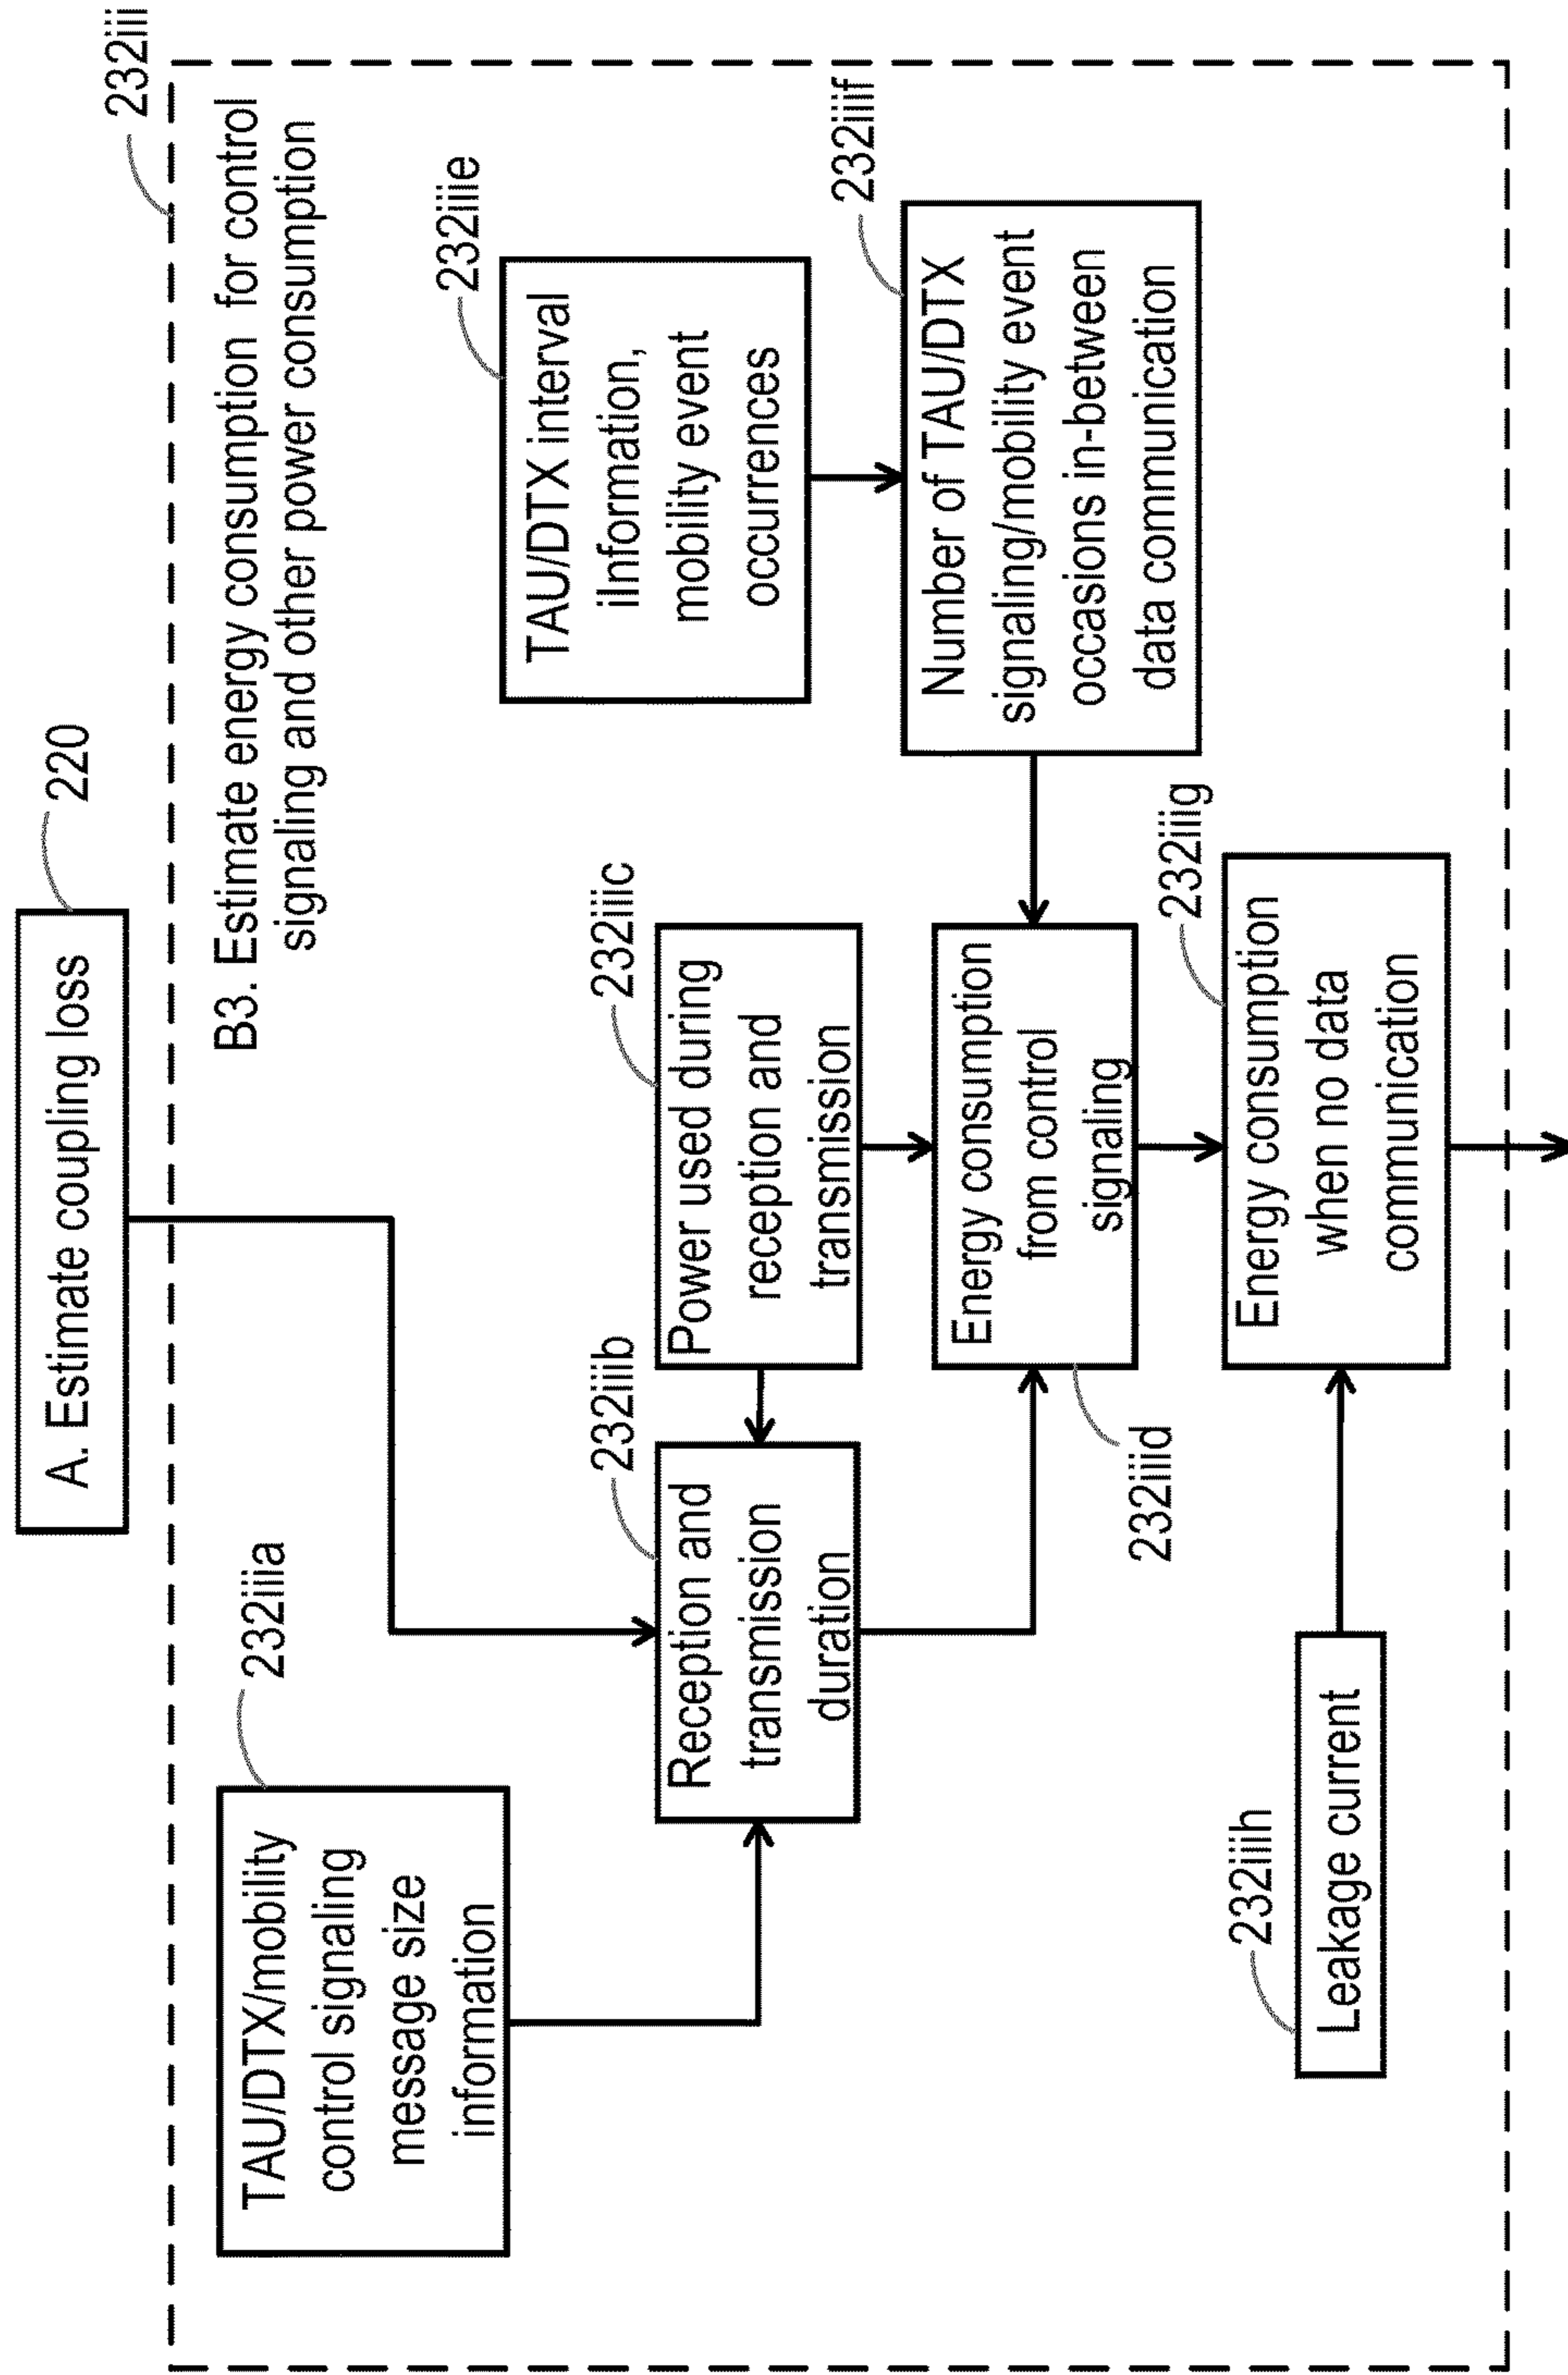 A. Estimate coupling loss
220
232iii
B3. Estimate energy consumption for control
signaling and other power consumption
232iiia
TAU/DTX/mobility
control signaling
message size
information
232iiie
TAU/DTX interval
iInformation,
mobility event
occurrences
232iiib
Reception and
transmission
duration
232iiic
Power used during
reception and
transmission
232iiif
Number of TAU/DTX
signaling/mobility event
occasions in-between
data communication
232iiid
Energy consumption
from control
signaling
232iiig
Energy consumption
when no data
communication
232iiih
Leakage current